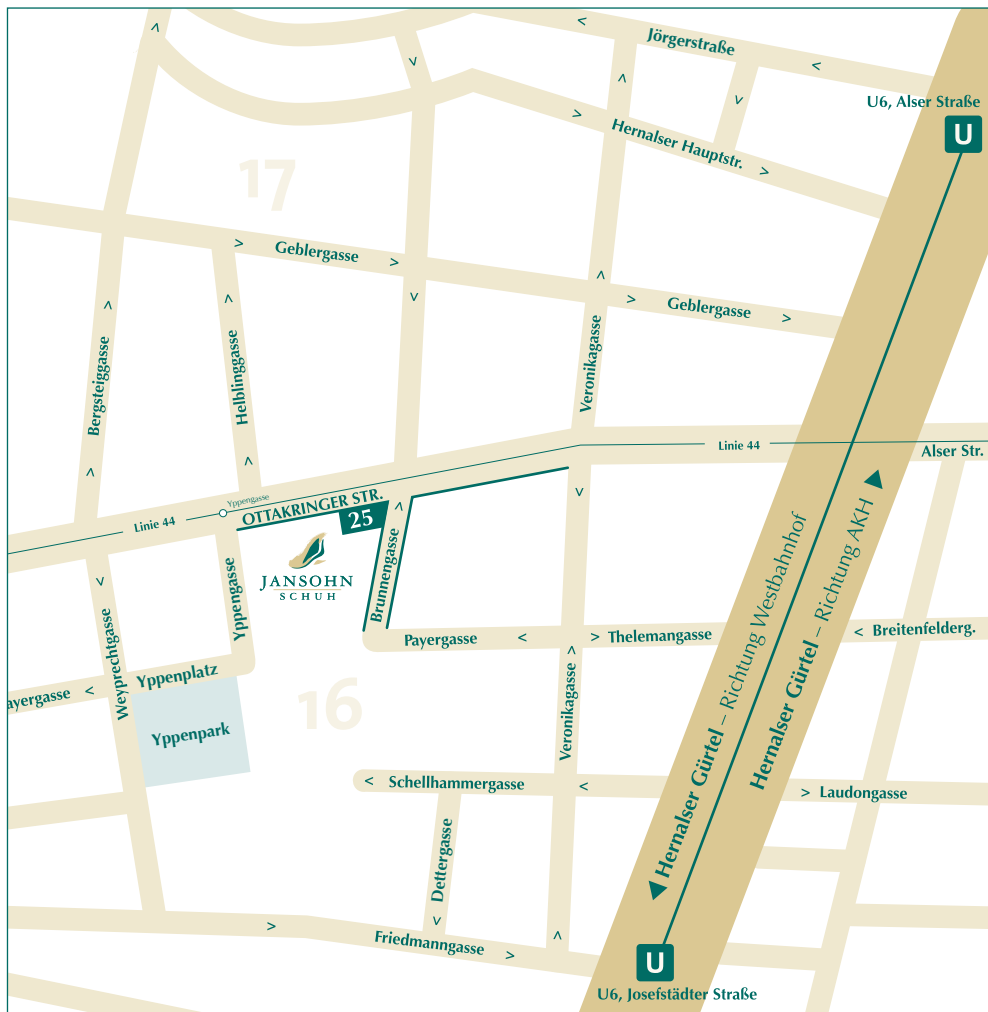 Jörgerstraße
U6, Alser Straße
U
Hernalser Hauptstr.
17
Geblergasse
Geblergasse
Bergsteiggasse
Helblinggasse
Veronikagasse
Linie 44
Alser Str.
Yppengasse
OTTAKRINGER STR.
25
Linie 44
JANSOHN
SCHUH
Brunnengasse
Yppengasse
Weyprechtgasse
Payergasse
Thelemangasse
Breitenfelderg.
Hernalser Gürtel – Richtung Westbahnhof
Hernalser Gürtel – Richtung AKH
Yppenplatz
ayergasse
Yppenpark
16
Veronikagasse
Schellhammergasse
Laudongasse
Dettergasse
Friedmanngasse
U
U6, Josefstädter Straße